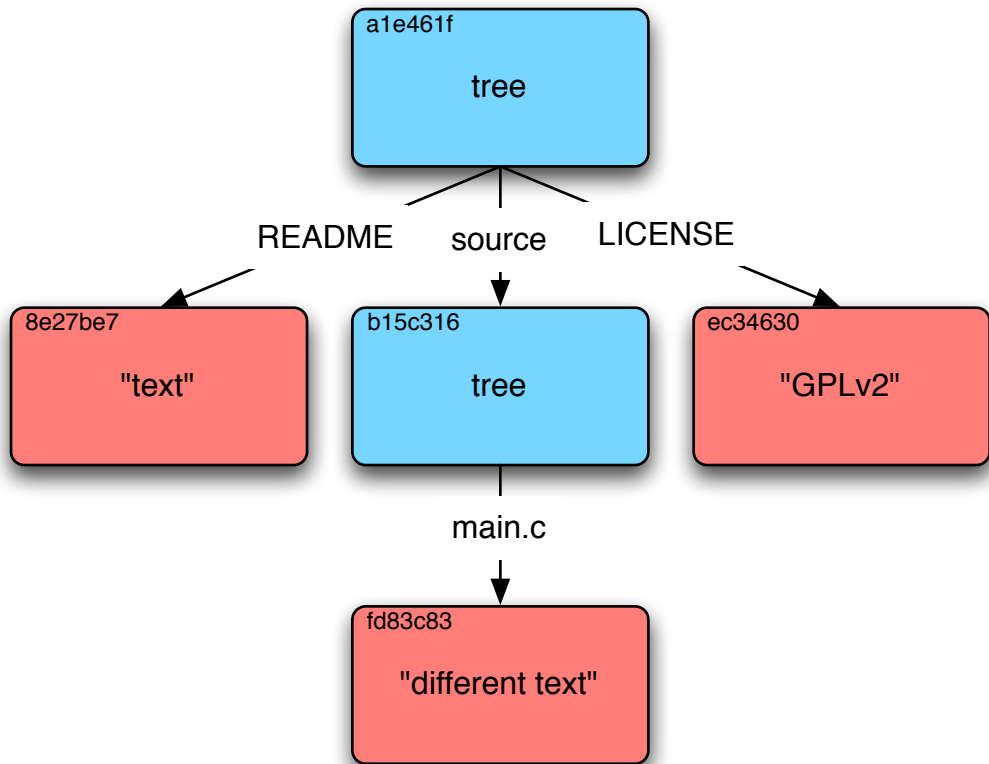 a1e461f
tree
README
source
LICENSE
8e27be7
"text"
b15c316
tree
ec34630
"GPLv2"
main.c
fd83c83
"different text"